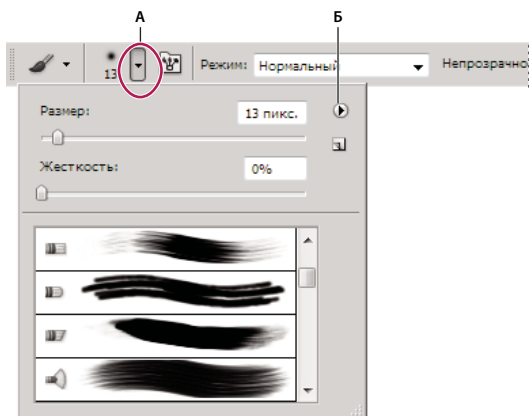 А Б
13 Режим: Нормальный Непрозрачно
Размер: 13 пикс.
Жесткость: 0%